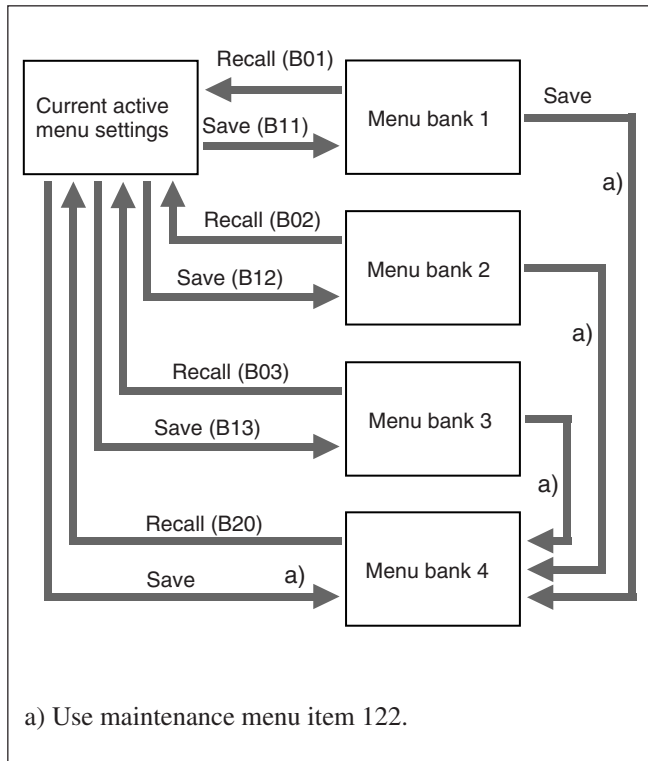 Recall (B01)
Current active
menu settings
Save (B11)
Menu bank 1
Save
a)
Recall (B02)
Save (B12)
Menu bank 2
a)
Recall (B03)
Save (B13)
Menu bank 3
a)
Recall (B20)
Save
a)
Menu bank 4
a) Use maintenance menu item 122.